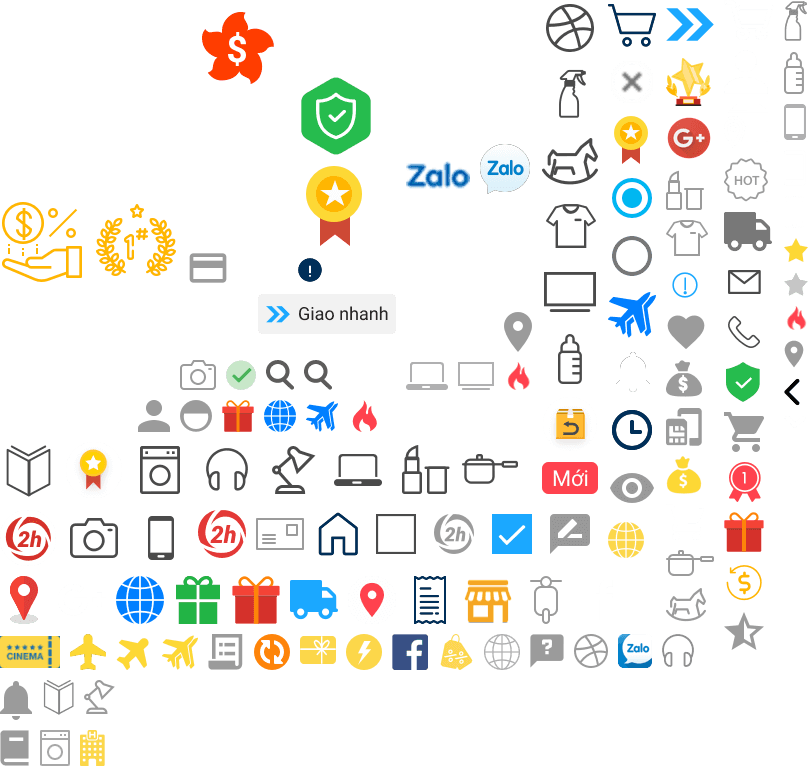 $
Zalo
Zalo
HOT
$
%
1#
!
Giao nhanh
!
$
Mới
$
1
2h
2h
2h
$
CINEMA
f
?
Zalo
G+
H